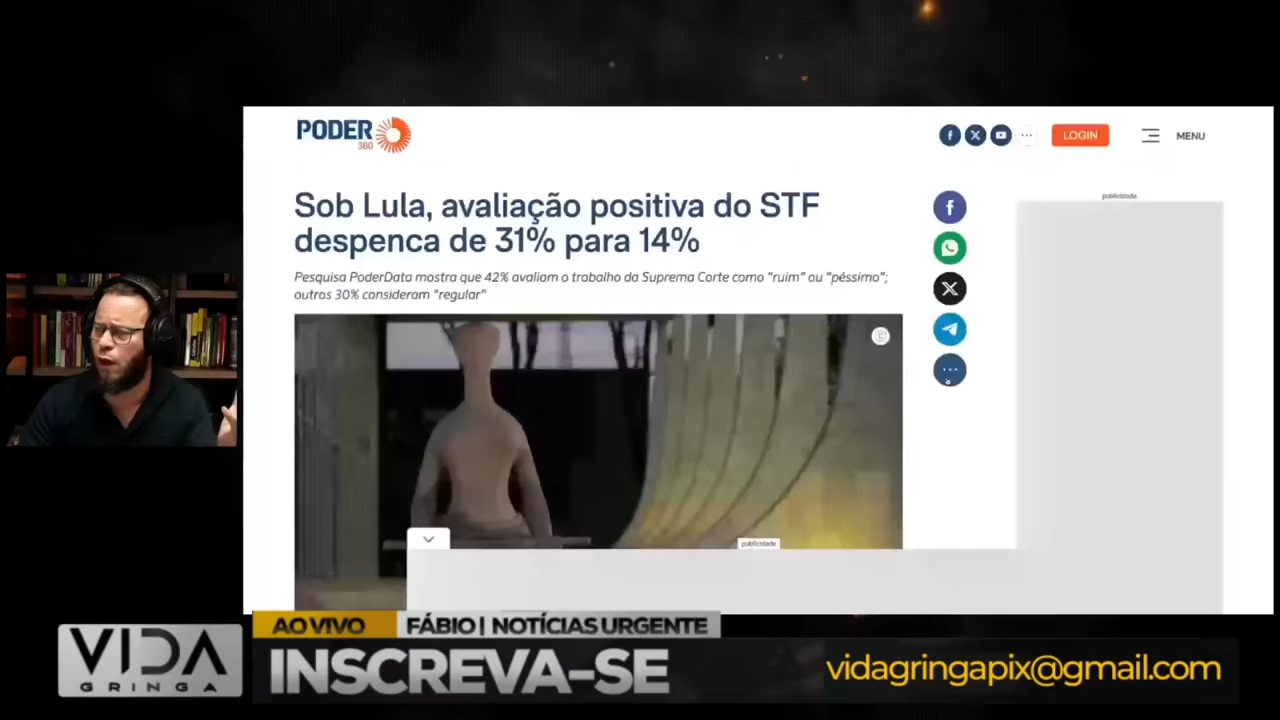 PODER
360
LOGIN
MENU
Sob Lula, avaliação positiva do STF
despenca de 31% para 14%
Pesquisa PoderData mostra que 42% avaliam o trabalho da Suprema Corte como "ruim" ou "péssimo";
outros 30% consideram "regular"
publicidade
publicidade
AO VIVO
FÁBIO | NOTÍCIAS URGENTE
VIDA
GRINGA
INSCREVA-SE
vidagringapix@gmail.com